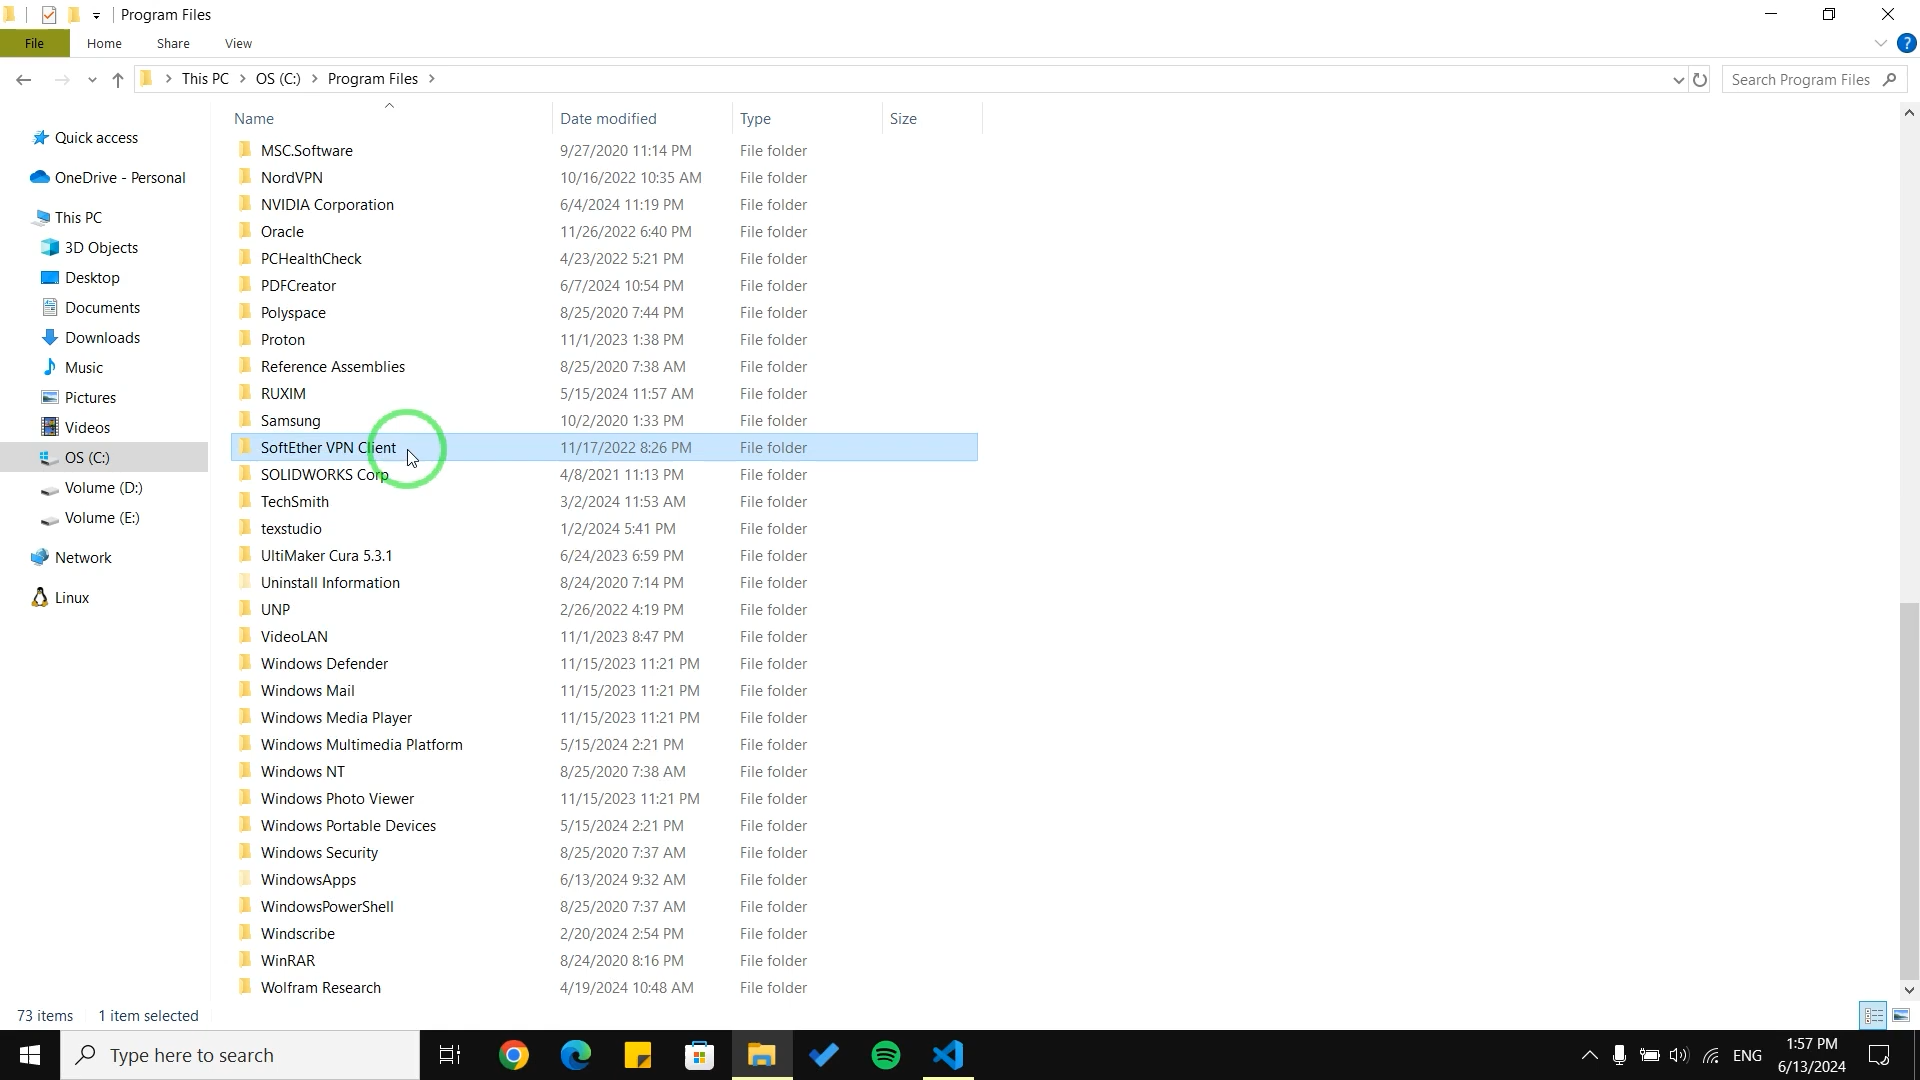 Program Files
File Home Share View
This PC OS (C:) Program Files
Search Program Files
Name Date modified Type Size
Quick access
OneDrive - Personal
This PC
3D Objects
Desktop
Documents
Downloads
Music
Pictures
Videos
OS (C:)
Volume (D:)
Volume (E:)
Network
Linux
MSC.Software 9/27/2020 11:14 PM File folder
NordVPN 10/16/2022 10:35 AM File folder
NVIDIA Corporation 6/4/2024 11:19 PM File folder
Oracle 11/26/2022 6:40 PM File folder
PCHealthCheck 4/23/2022 5:21 PM File folder
PDFCreator 6/7/2024 10:54 PM File folder
Polyspace 8/25/2020 7:44 PM File folder
Proton 11/1/2023 1:38 PM File folder
Reference Assemblies 8/25/2020 7:38 AM File folder
RUXIM 5/15/2024 11:57 AM File folder
Samsung 10/2/2020 1:33 PM File folder
SoftEther VPN Client 11/17/2022 8:26 PM File folder
SOLIDWORKS Corp 4/8/2021 11:13 PM File folder
TechSmith 3/2/2024 11:53 AM File folder
texstudio 1/2/2024 5:41 PM File folder
UltiMaker Cura 5.3.1 6/24/2023 6:59 PM File folder
Uninstall Information 8/24/2020 7:14 PM File folder
UNP 2/26/2022 4:19 PM File folder
VideoLAN 11/1/2023 8:47 PM File folder
Windows Defender 11/15/2023 11:21 PM File folder
Windows Mail 11/15/2023 11:21 PM File folder
Windows Media Player 11/15/2023 11:21 PM File folder
Windows Multimedia Platform 5/15/2024 2:21 PM File folder
Windows NT 8/25/2020 7:38 AM File folder
Windows Photo Viewer 11/15/2023 11:21 PM File folder
Windows Portable Devices 5/15/2024 2:21 PM File folder
Windows Security 8/25/2020 7:37 AM File folder
WindowsApps 6/13/2024 9:32 AM File folder
WindowsPowerShell 8/25/2020 7:37 AM File folder
Windscribe 2/20/2024 2:54 PM File folder
WinRAR 8/24/2020 8:16 PM File folder
Wolfram Research 4/19/2024 10:48 AM File folder
73 items 1 item selected
Type here to search
ENG
1:57 PM
6/13/2024